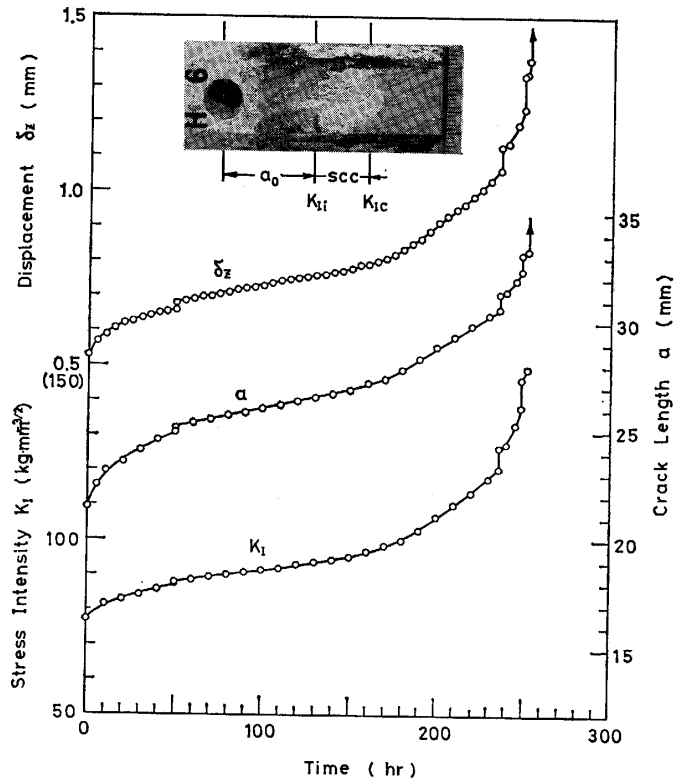 1.5
1.0
0.5
(150)
100
50
Displacement δz (mm)
Stress Intensity KI (kg·mm³/²)
H 6
a₀
scc
KIi
KIc
δz
a
KI
35
30
25
20
15
Crack Length a (mm)
0
100
200
300
Time (hr)